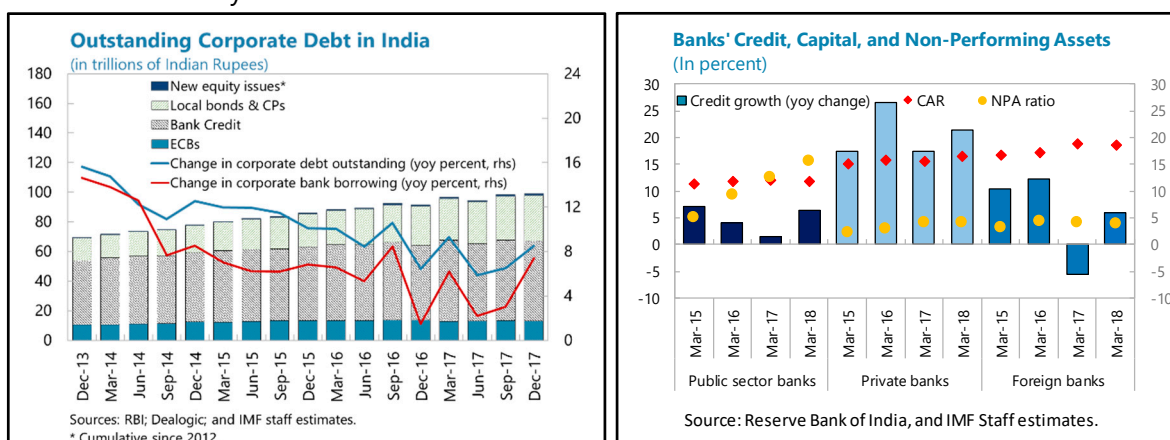 Outstanding Corporate Debt in India
(in trillions of Indian Rupees)
180 24
160 20
140 16
120
100 12
80 8
60
40 4
20
0 0
New equity issues*
Local bonds & CPs
Bank Credit
ECBs
Change in corporate debt outstanding (yoy percent, rhs)
Change in corporate bank borrowing (yoy percent, rhs)
Dec-13 Mar-14 Jun-14 Sep-14 Dec-14 Mar-15 Jun-15 Sep-15 Dec-15 Mar-16 Jun-16 Sep-16 Dec-16 Mar-17 Jun-17 Sep-17 Dec-17
Sources: RBI; Dealogic; and IMF staff estimates.
* Cumulative since 2012
Banks' Credit, Capital, and Non-Performing Assets
(In percent)
30 30
25 25
20 20
15 15
10 10
5 5
0 0
-5 -5
-10 -10
Credit growth (yoy change) CAR NPA ratio
Mar-15 Mar-16 Mar-17 Mar-18 Mar-15 Mar-16 Mar-17 Mar-18 Mar-15 Mar-16 Mar-17 Mar-18
Public sector banks Private banks Foreign banks
Source: Reserve Bank of India, and IMF Staff estimates.